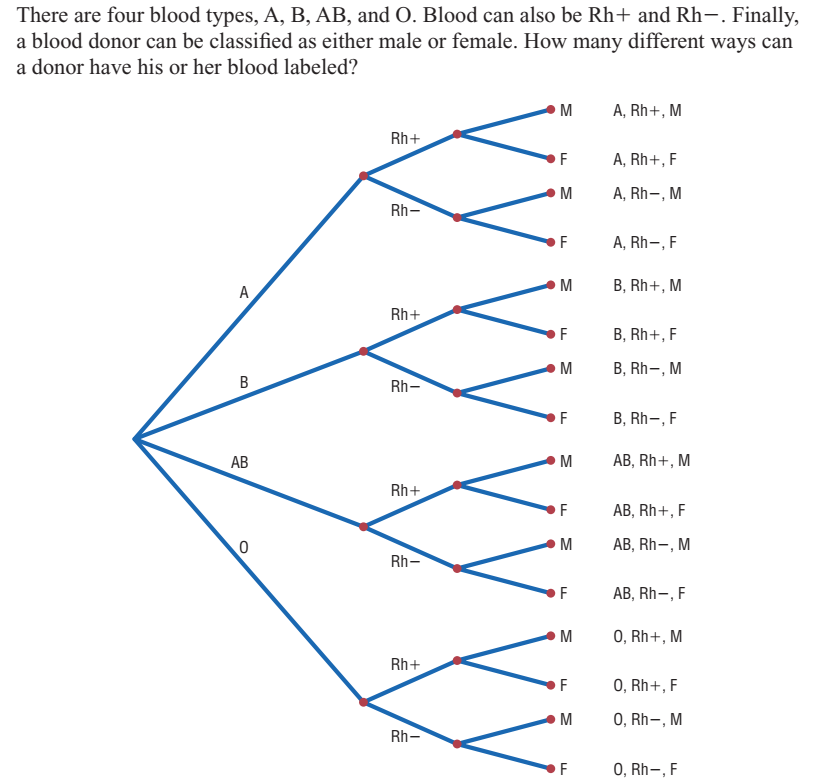 There are four blood types, A, B, AB, and O. Blood can also be Rh+ and Rh−. Finally,
a blood donor can be classified as either male or female. How many different ways can
a donor have his or her blood labeled?
M A, Rh+, M
Rh+
F A, Rh+, F
M A, Rh−, M
Rh−
F A, Rh−, F
A
M B, Rh+, M
Rh+
F B, Rh+, F
M B, Rh−, M
B
Rh−
F B, Rh−, F
AB
M AB, Rh+, M
Rh+
F AB, Rh+, F
O
M AB, Rh−, M
Rh−
F AB, Rh−, F
M O, Rh+, M
Rh+
F O, Rh+, F
M O, Rh−, M
Rh−
F O, Rh−, F